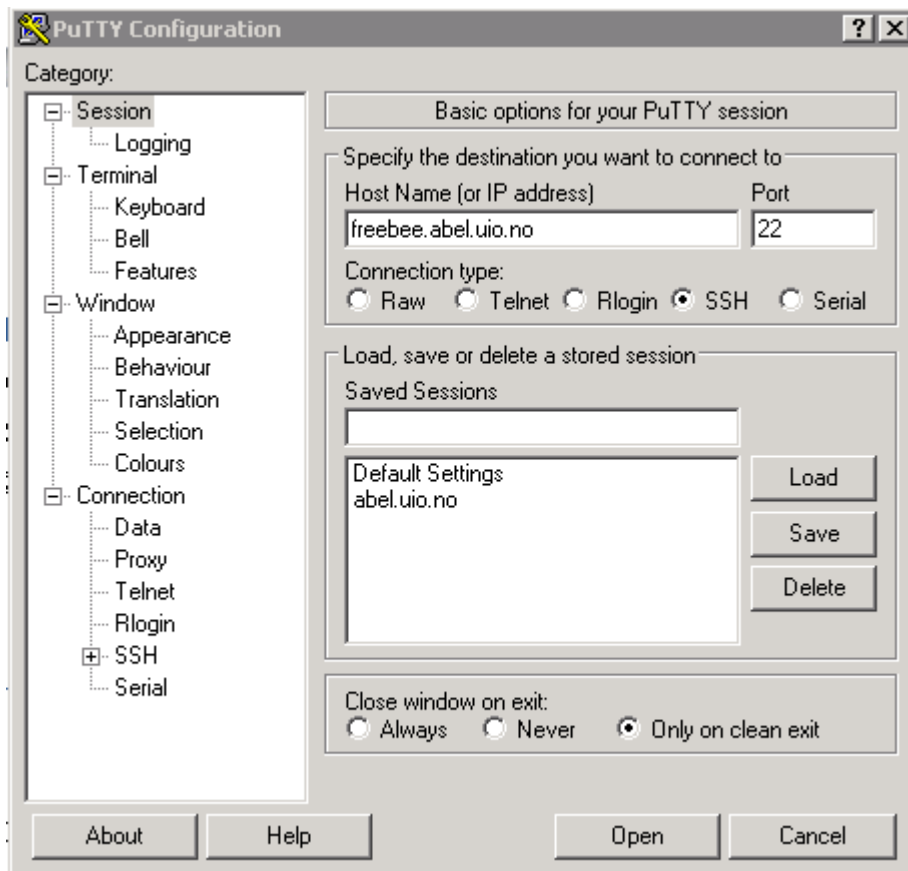 PuTTY Configuration
Category:
Session
Logging
Terminal
Keyboard
Bell
Features
Window
Appearance
Behaviour
Translation
Selection
Colours
Connection
Data
Proxy
Telnet
Rlogin
SSH
Serial
Basic options for your PuTTY session
Specify the destination you want to connect to
Host Name (or IP address) Port
freebee.abel.uio.no 22
Connection type:
Raw Telnet Rlogin SSH Serial
Load, save or delete a stored session
Saved Sessions
Default Settings
abel.uio.no
Load
Save
Delete
Close window on exit:
Always Never Only on clean exit
About Help Open Cancel